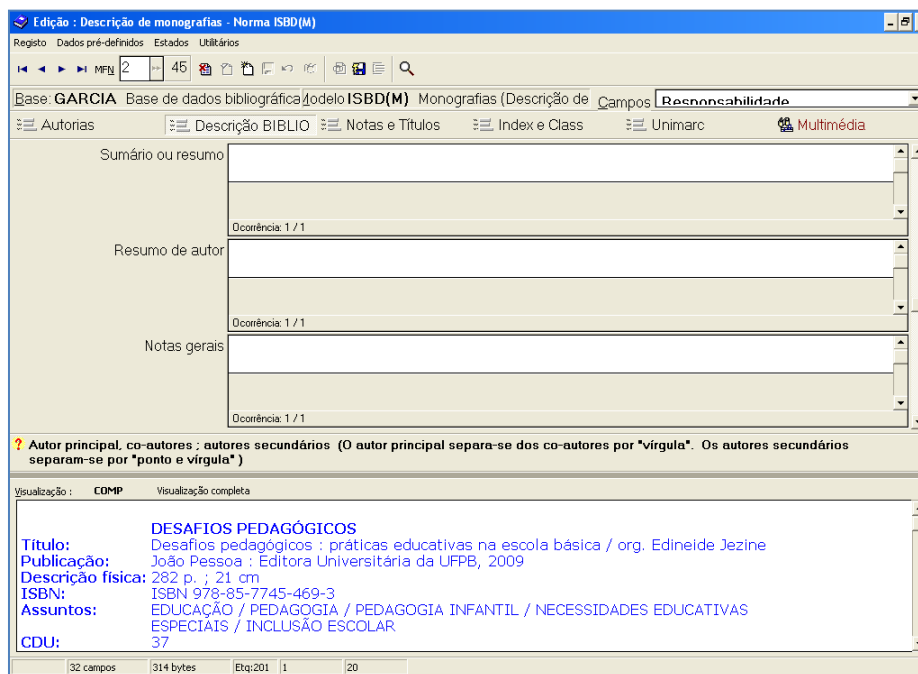 Edição : Descrição de monografias - Norma ISBD(M)
Registo Dados pré-definidos Estados Utilitários
MFN 2 45
Base: GARCIA Base de dados bibliográfica Modelo ISBD(M) Monografias (Descrição de Campos Responsabilidade
Autorias Descrição BIBLIO Notas e Títulos Index e Class Unimarc Multimédia
Sumário ou resumo
Ocorrência: 1 / 1
Resumo de autor
Ocorrência: 1 / 1
Notas gerais
Ocorrência: 1 / 1
? Autor principal, co-autores ; autores secundários (O autor principal separa-se dos co-autores por "vírgula". Os autores secundários
separam-se por "ponto e vírgula" )
Visualização : COMP Visualização completa
DESAFIOS PEDAGÓGICOS
Título: Desafios pedagógicos : práticas educativas na escola básica / org. Edineide Jezine
Publicação: João Pessoa : Editora Universitária da UFPB, 2009
Descrição física: 282 p. ; 21 cm
ISBN: ISBN 978-85-7745-469-3
Assuntos: EDUCAÇÃO / PEDAGOGIA / PEDAGOGIA INFANTIL / NECESSIDADES EDUCATIVAS
ESPECIAIS / INCLUSÃO ESCOLAR
CDU: 37
32 campos 314 bytes Etq:201 1 20